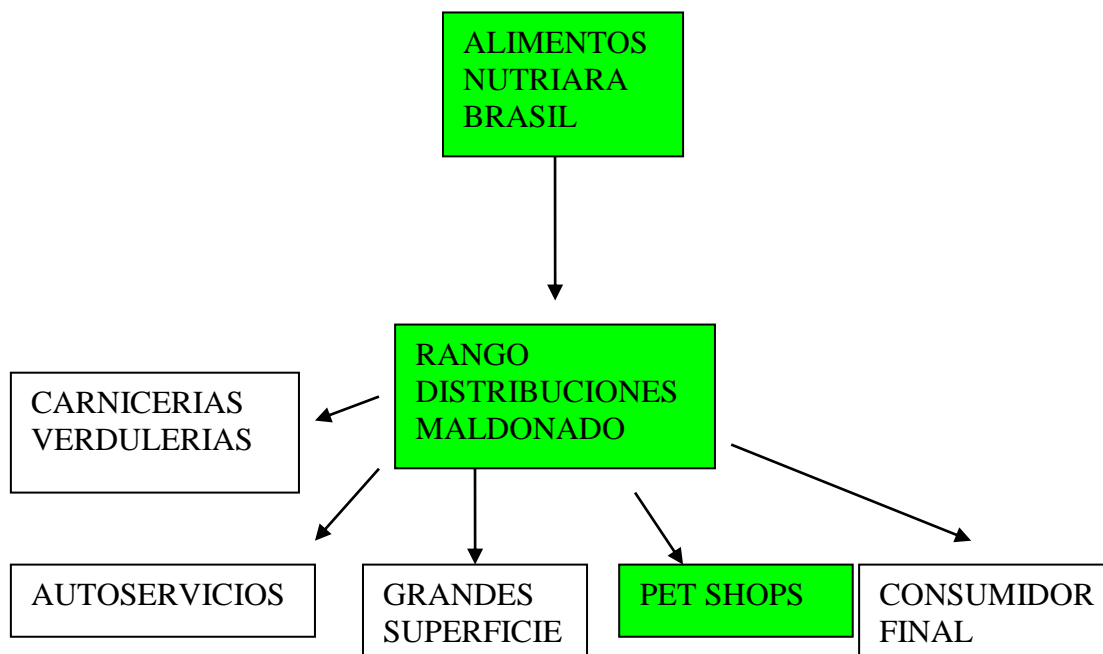 ALIMENTOS
NUTRIARA
BRASIL
RANGO
DISTRIBUCIONES
MALDONADO
CARNICERIAS
VERDULERIAS
AUTOSERVICIOS
GRANDES
SUPERFICIE
PET SHOPS
CONSUMIDOR
FINAL